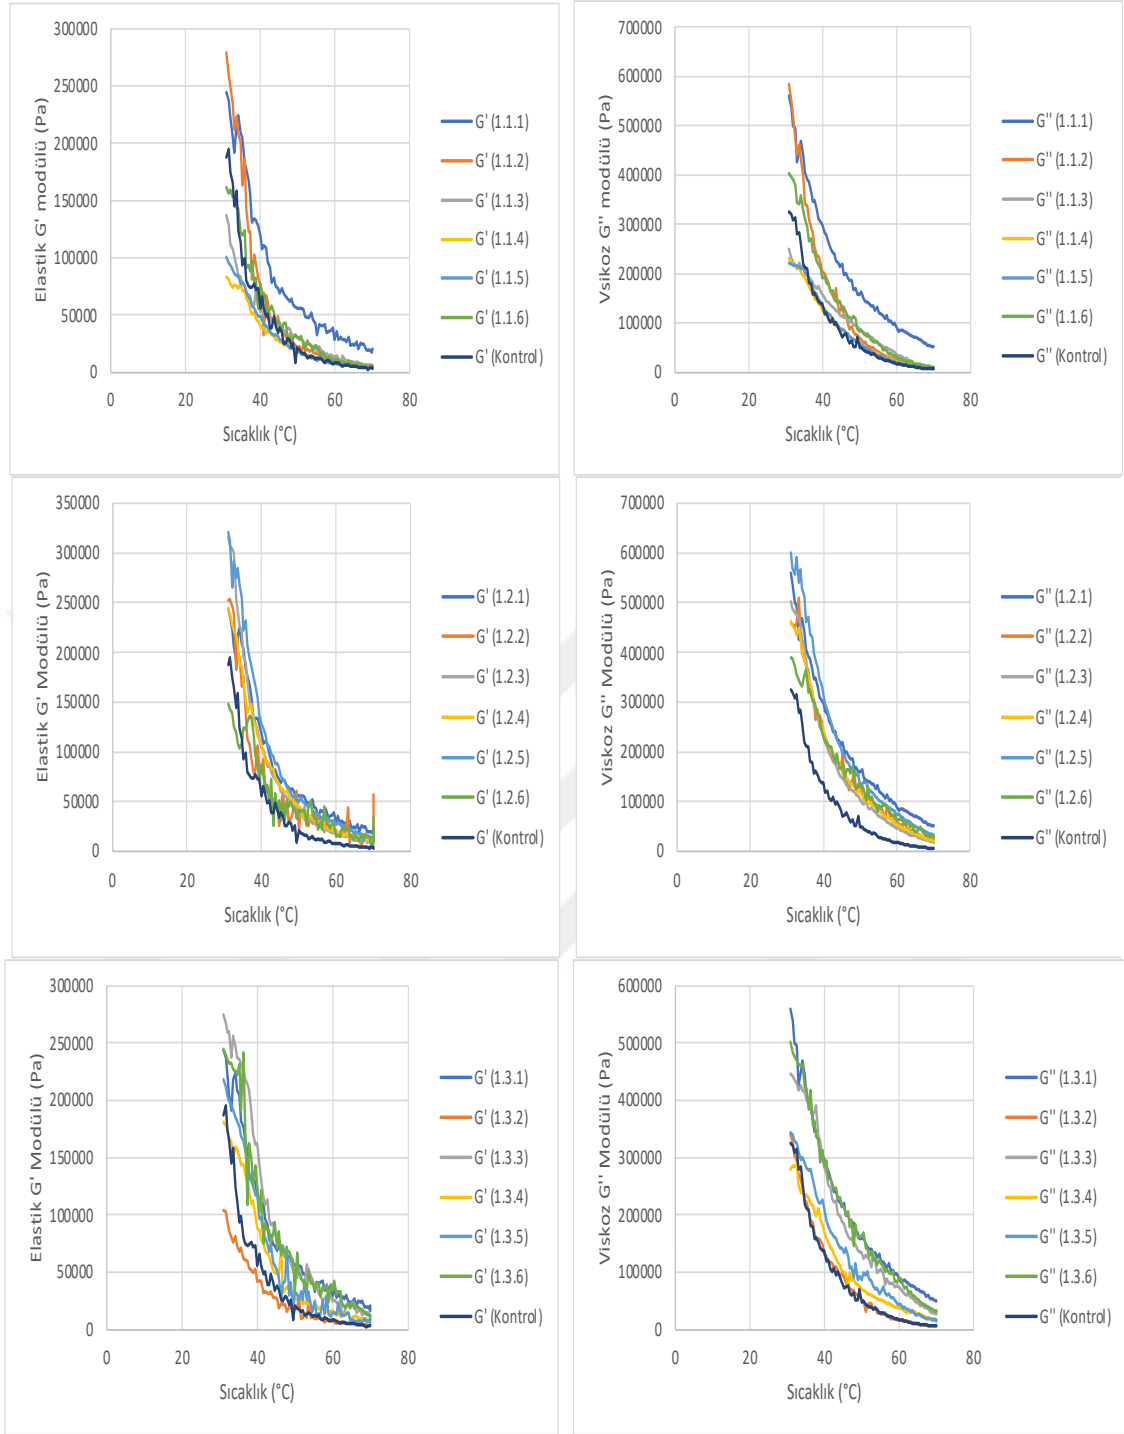 Elastik G' modülü (Pa)
300000
250000
200000
150000
100000
50000
0
0 20 40 60 80
Sıcaklık (°C)
G' (1.1.1)
G' (1.1.2)
G' (1.1.3)
G' (1.1.4)
G' (1.1.5)
G' (1.1.6)
G' (Kontrol)
Vsikoz G'' modülü (Pa)
700000
600000
500000
400000
300000
200000
100000
0
0 20 40 60 80
Sıcaklık (°C)
G'' (1.1.1)
G'' (1.1.2)
G'' (1.1.3)
G'' (1.1.4)
G'' (1.1.5)
G'' (1.1.6)
G'' (Kontrol)
Elastik G' Modülü (Pa)
350000
300000
250000
200000
150000
100000
50000
0
0 20 40 60 80
Sıcaklık (°C)
G' (1.2.1)
G' (1.2.2)
G' (1.2.3)
G' (1.2.4)
G' (1.2.5)
G' (1.2.6)
G' (Kontrol)
Viskoz G'' Modülü (Pa)
700000
600000
500000
400000
300000
200000
100000
0
0 20 40 60 80
Sıcaklık (°C)
G'' (1.2.1)
G'' (1.2.2)
G'' (1.2.3)
G'' (1.2.4)
G'' (1.2.5)
G'' (1.2.6)
G'' (Kontrol)
Elastik G' Modülü (Pa)
300000
250000
200000
150000
100000
50000
0
0 20 40 60 80
Sıcaklık (°C)
G' (1.3.1)
G' (1.3.2)
G' (1.3.3)
G' (1.3.4)
G' (1.3.5)
G' (1.3.6)
G' (Kontrol)
Viskoz G'' Modülü (Pa)
600000
500000
400000
300000
200000
100000
0
0 20 40 60 80
Sıcaklık (°C)
G'' (1.3.1)
G'' (1.3.2)
G'' (1.3.3)
G'' (1.3.4)
G'' (1.3.5)
G'' (1.3.6)
G'' (Kontrol)